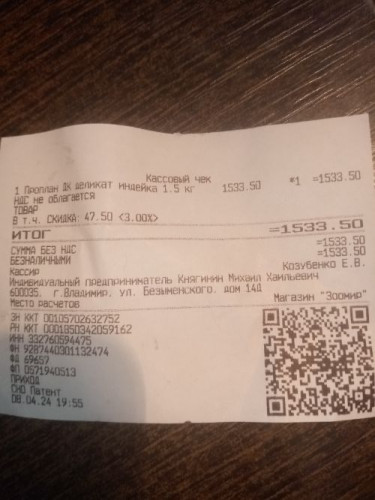 Кассовый чек
1 Проплан ДК деликат индейка 1.5 кг 1533.50 *1 =1533.50
НДС не облагается
ТОВАР
В т.ч. СКИДКА: 47.50 <3.00%>
ИТОГ =1533.50
СУММА БЕЗ НДС =1533.50
БЕЗНАЛИЧНЫМИ =1533.50
Кассир Козубенко Е.В.
Индивидуальный предприниматель Княгинин Михаил Хаильевич
600035. г.Владимир. ул. Безыменского. дом 14Д
Место расчетов Магазин "Зоомир"
ЗН ККТ 00105702632752
РН ККТ 0001850342059162
ИНН 332760594475
ФН 9287440301132474
ФД 69657
ФП 0571940513
ПРИХОД
СНО Патент
08.04.24 19:55